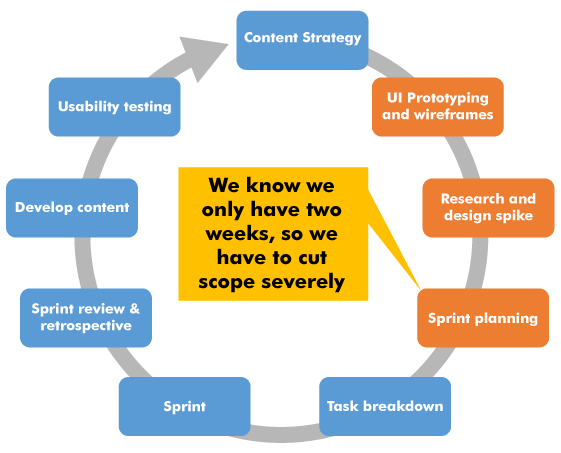 Content Strategy
UI Prototyping
and wireframes
Research and
design spike
Sprint planning
Task breakdown
Sprint
Sprint review &
retrospective
Develop content
Usability testing
We know we
only have two
weeks, so we
have to cut
scope severely